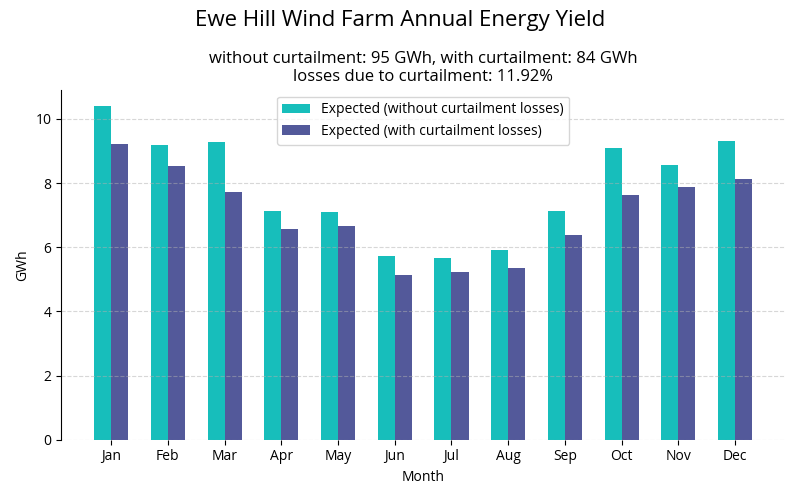 Ewe Hill Wind Farm Annual Energy Yield
without curtailment: 95 GWh, with curtailment: 84 GWh
losses due to curtailment: 11.92%
Expected (without curtailment losses)
Expected (with curtailment losses)
GWh
10
8
6
4
2
0
Jan Feb Mar Apr May Jun Jul Aug Sep Oct Nov Dec
Month